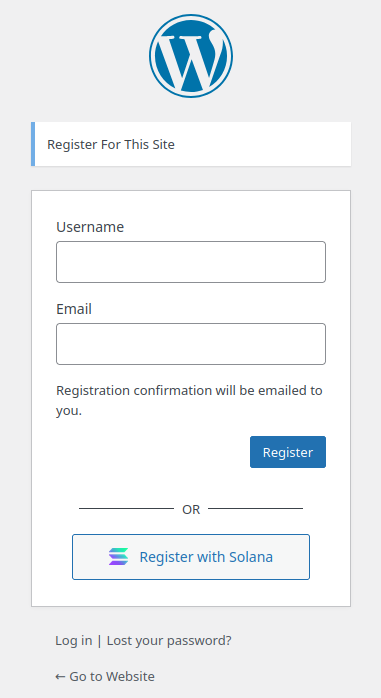 Register For This Site
Username
Email
Registration confirmation will be emailed to
you.
Register
OR
Register with Solana
Log in | Lost your password?
← Go to Website